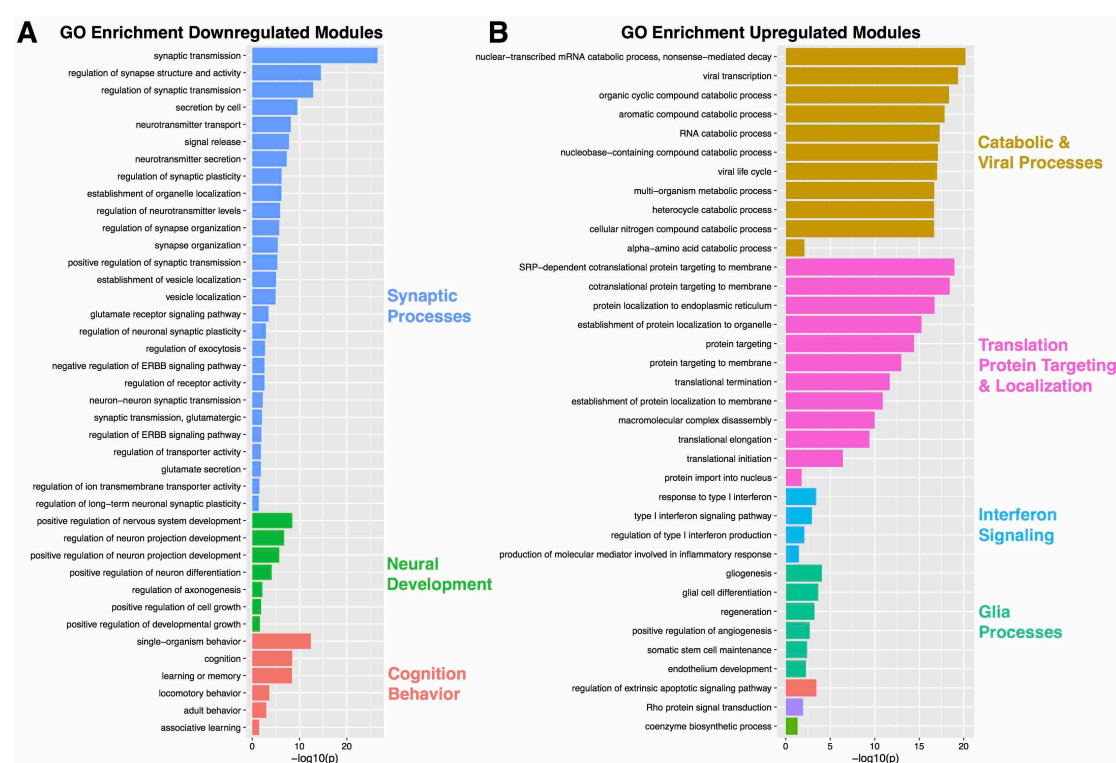 A
GO Enrichment Downregulated Modules
synaptic transmission
regulation of synapse structure and activity
regulation of synaptic transmission
secretion by cell
neurotransmitter transport
signal release
neurotransmitter secretion
regulation of synaptic plasticity
establishment of organelle localization
regulation of neurotransmitter levels
regulation of synapse organization
synapse organization
positive regulation of synaptic transmission
establishment of vesicle localization
vesicle localization
glutamate receptor signaling pathway
regulation of neuronal synaptic plasticity
regulation of exocytosis
negative regulation of ERBB signaling pathway
regulation of receptor activity
neuron−neuron synaptic transmission
synaptic transmission, glutamatergic
regulation of ERBB signaling pathway
regulation of transporter activity
glutamate secretion
regulation of ion transmembrane transporter activity
regulation of long−term neuronal synaptic plasticity
positive regulation of nervous system development
regulation of neuron projection development
positive regulation of neuron projection development
positive regulation of neuron differentiation
regulation of axonogenesis
positive regulation of cell growth
positive regulation of developmental growth
single−organism behavior
cognition
learning or memory
locomotory behavior
adult behavior
associative learning
Synaptic
Processes
Neural
Development
Cognition
Behavior
0 10 20
−log10(p)
B
GO Enrichment Upregulated Modules
nuclear−transcribed mRNA catabolic process, nonsense−mediated decay
viral transcription
organic cyclic compound catabolic process
aromatic compound catabolic process
RNA catabolic process
nucleobase−containing compound catabolic process
viral life cycle
multi−organism metabolic process
heterocycle catabolic process
cellular nitrogen compound catabolic process
alpha−amino acid catabolic process
SRP−dependent cotranslational protein targeting to membrane
cotranslational protein targeting to membrane
protein localization to endoplasmic reticulum
establishment of protein localization to organelle
protein targeting
protein targeting to membrane
translational termination
establishment of protein localization to membrane
macromolecular complex disassembly
translational elongation
translational initiation
protein import into nucleus
response to type I interferon
type I interferon signaling pathway
regulation of type I interferon production
production of molecular mediator involved in inflammatory response
gliogenesis
glial cell differentiation
regeneration
positive regulation of angiogenesis
somatic stem cell maintenance
endothelium development
regulation of extrinsic apoptotic signaling pathway
Rho protein signal transduction
coenzyme biosynthetic process
Catabolic &
Viral Processes
Translation
Protein Targeting
& Localization
Interferon
Signaling
Glia
Processes
0 5 10 15 20
−log10(p)